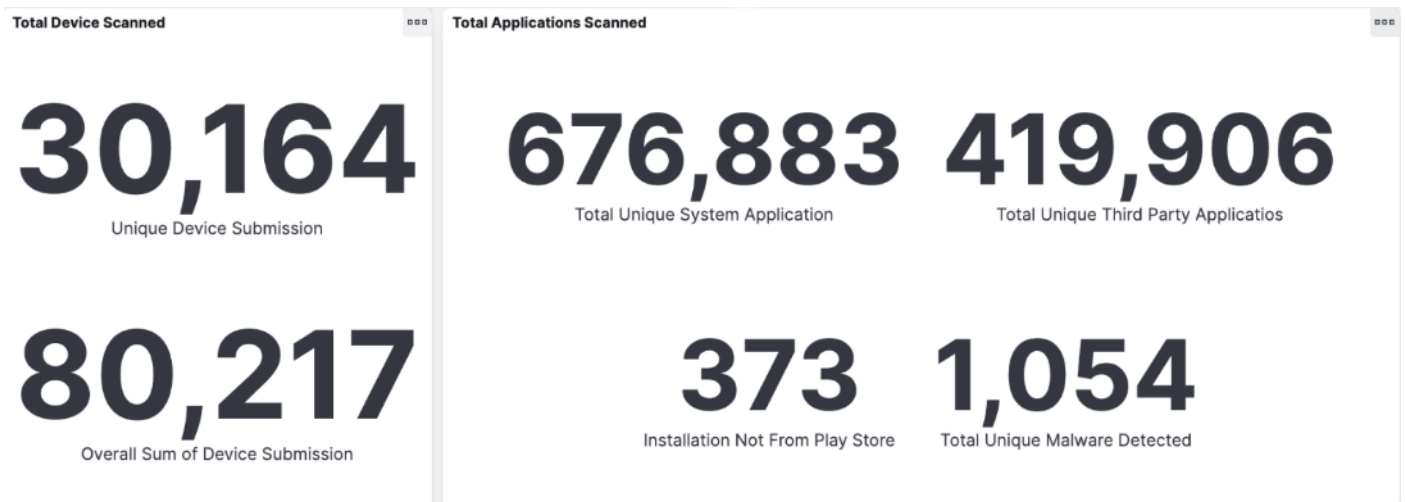 Total Device Scanned
30,164
Unique Device Submission
80,217
Overall Sum of Device Submission
Total Applications Scanned
676,883
Total Unique System Application
419,906
Total Unique Third Party Applicatios
373
Installation Not From Play Store
1,054
Total Unique Malware Detected